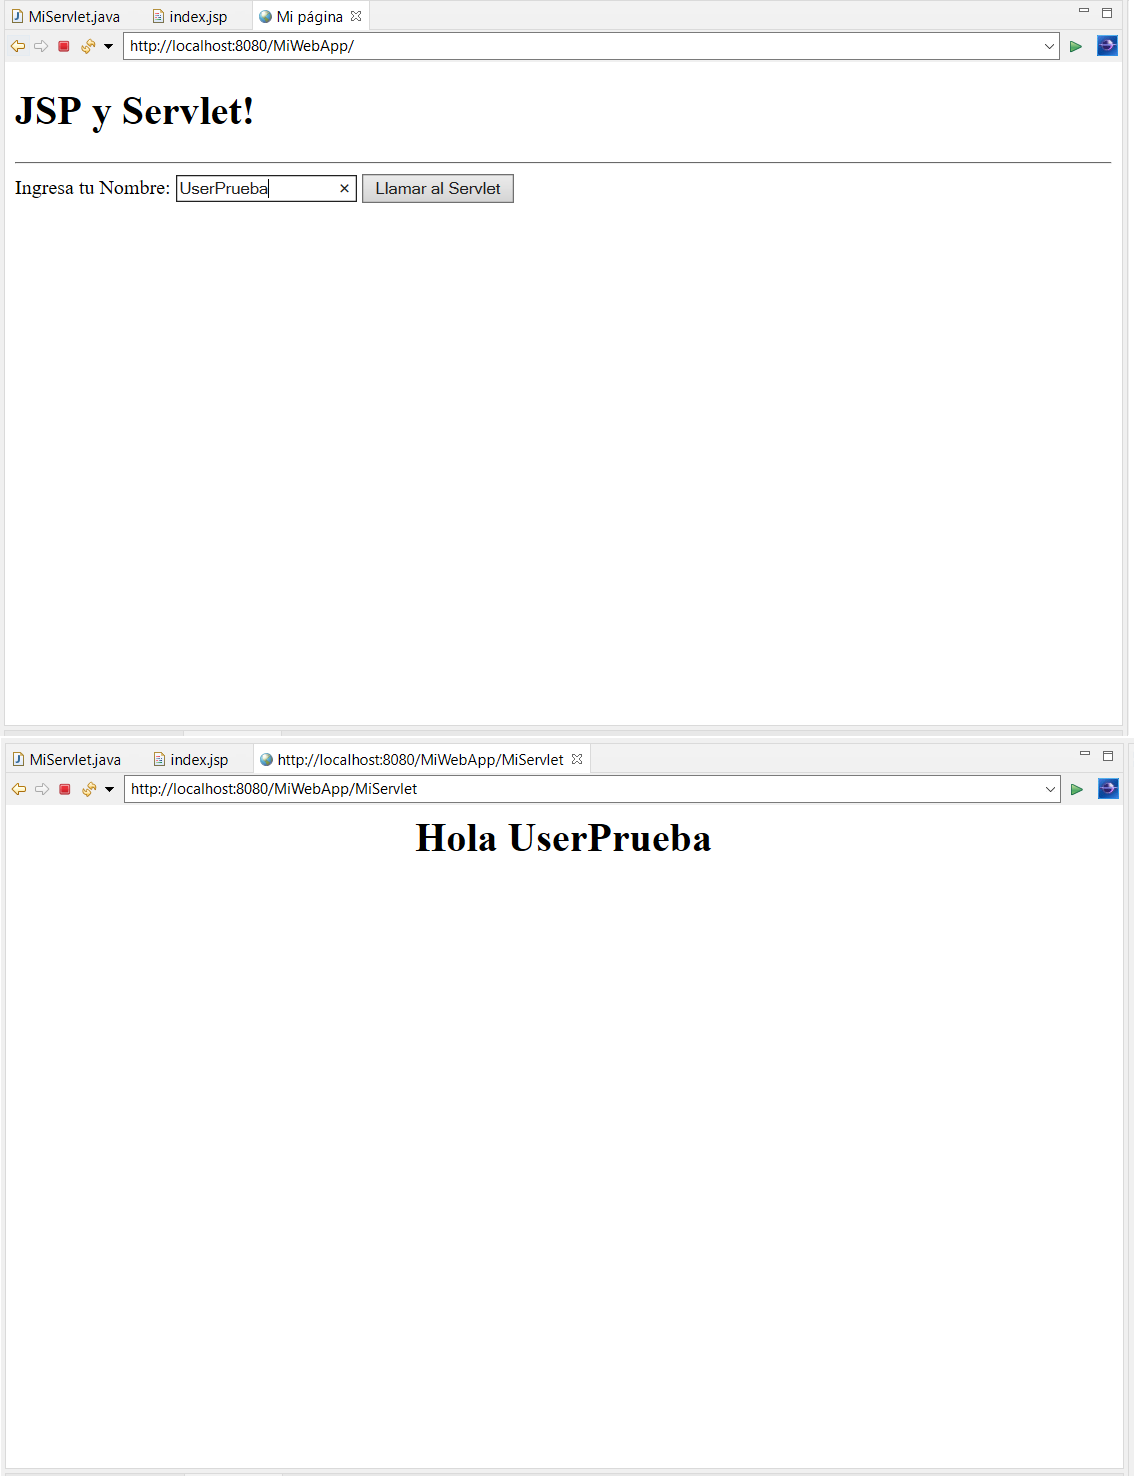 MiServlet.java index.jsp Mi página
http://localhost:8080/MiWebApp/
JSP y Servlet!
Ingresa tu Nombre: UserPrueba Llamar al Servlet
MiServlet.java index.jsp http://localhost:8080/MiWebApp/MiServlet
http://localhost:8080/MiWebApp/MiServlet
Hola UserPrueba